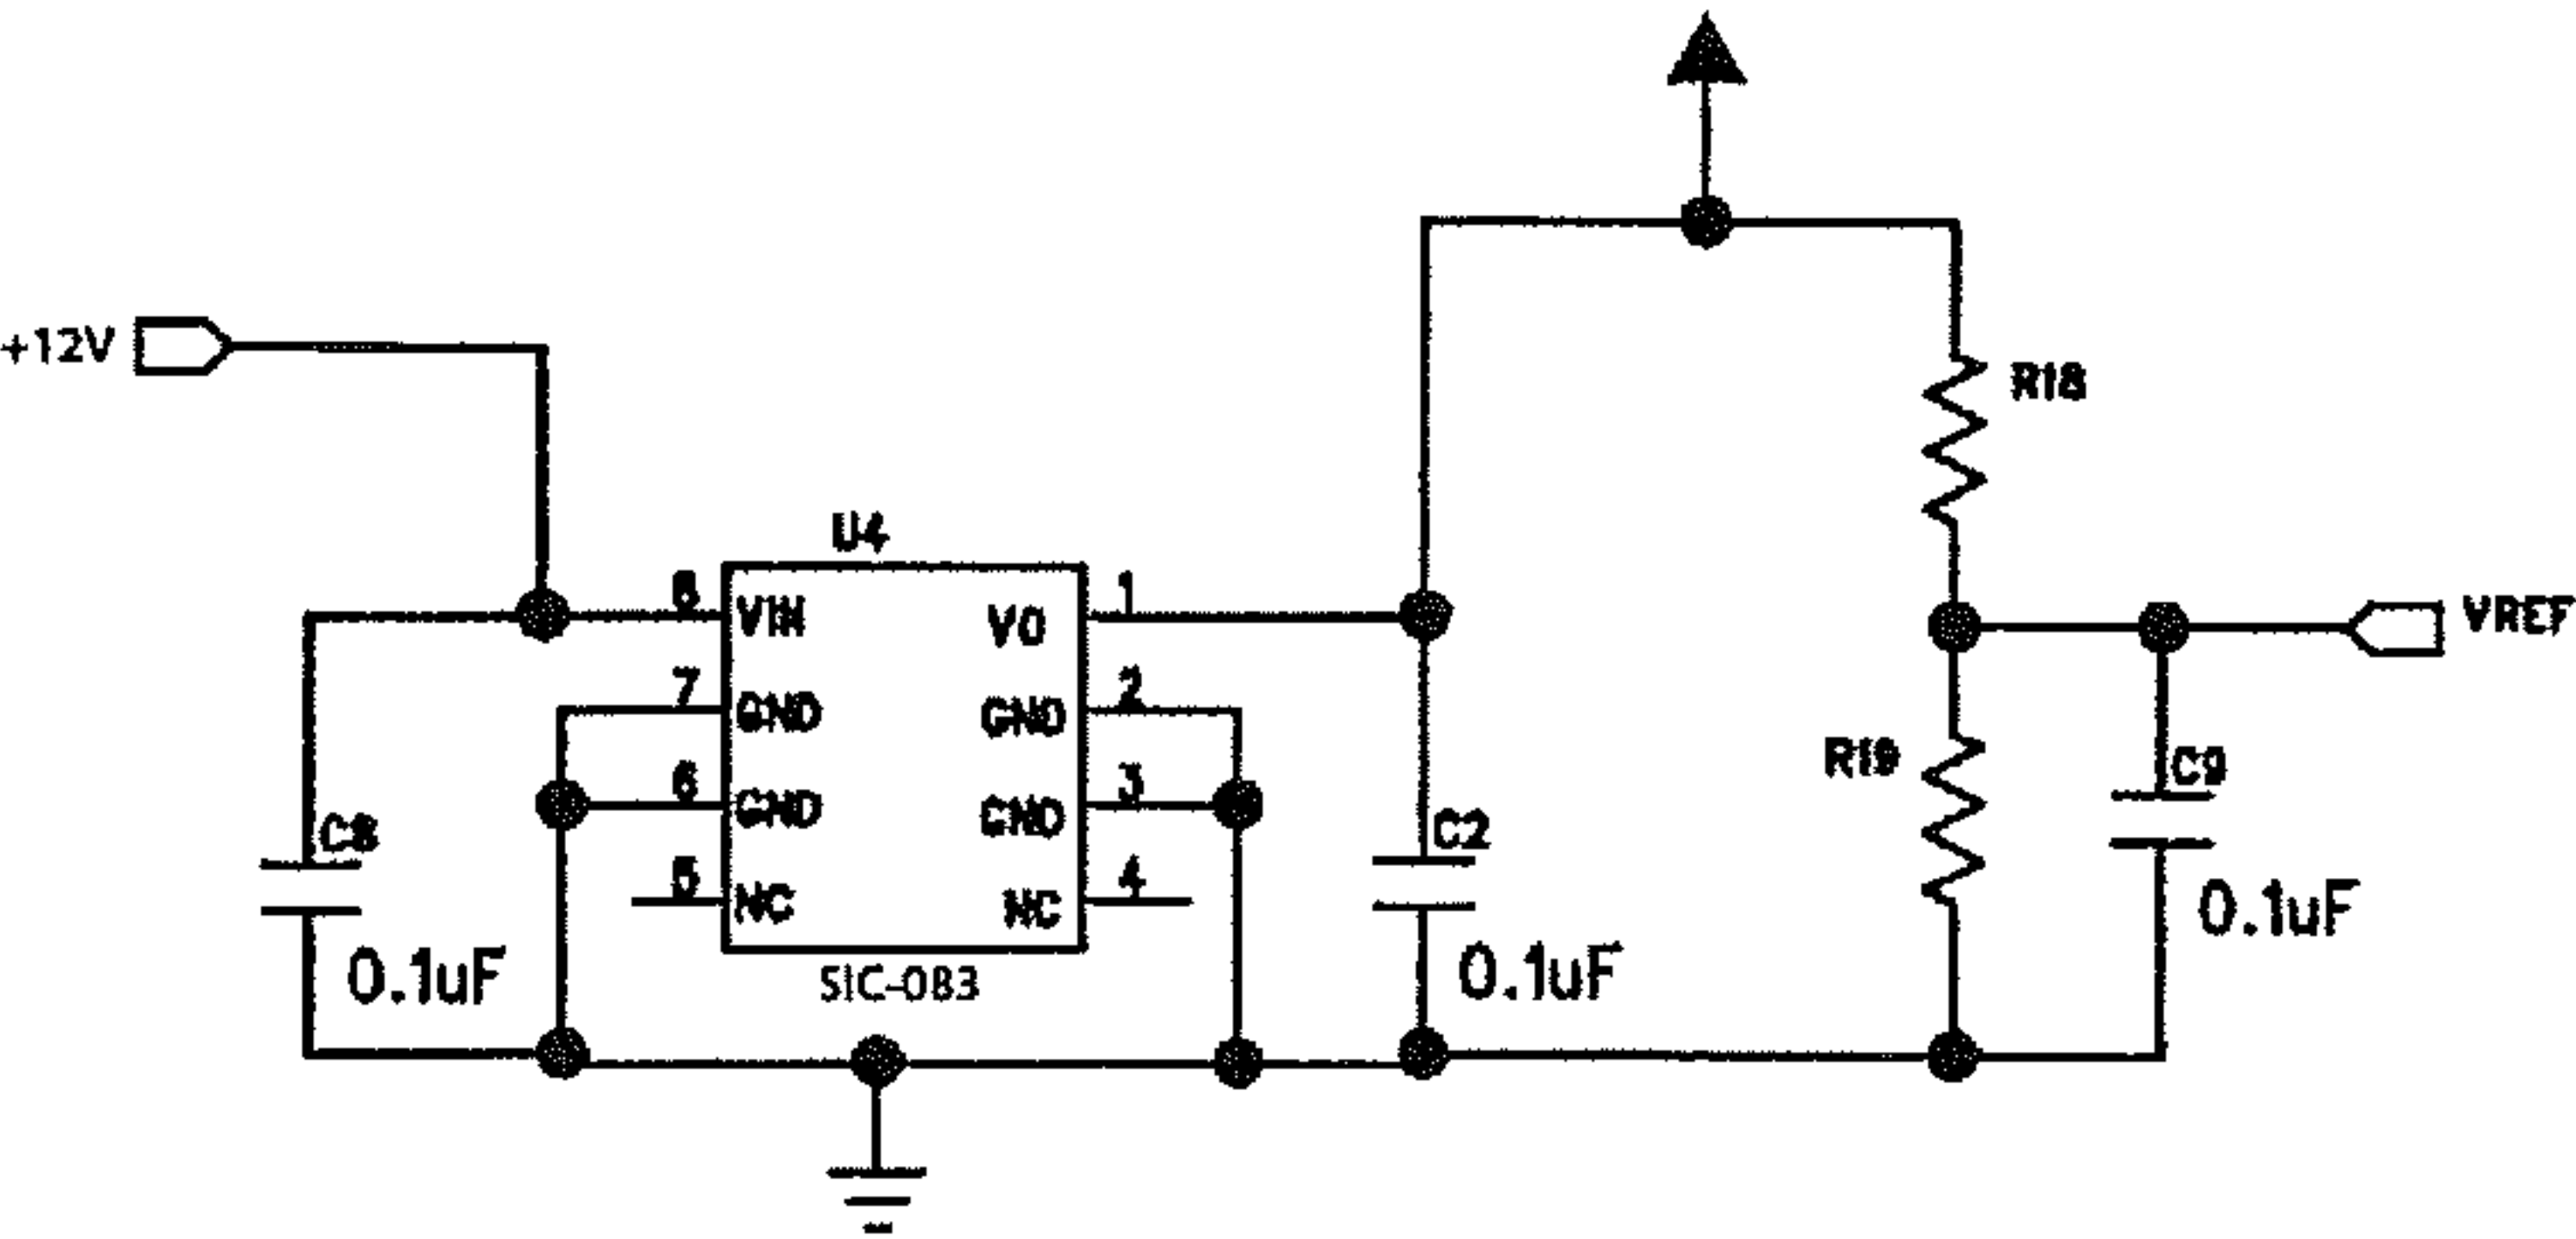 +12V
R18
U4
8
VIN
VO
1
VREF
7
GND
GND
2
R19
C9
6
GND
GND
3
C8
C2
5
NC
NC
4
0.1uF
0.1uF
0.1uF
SIC-083